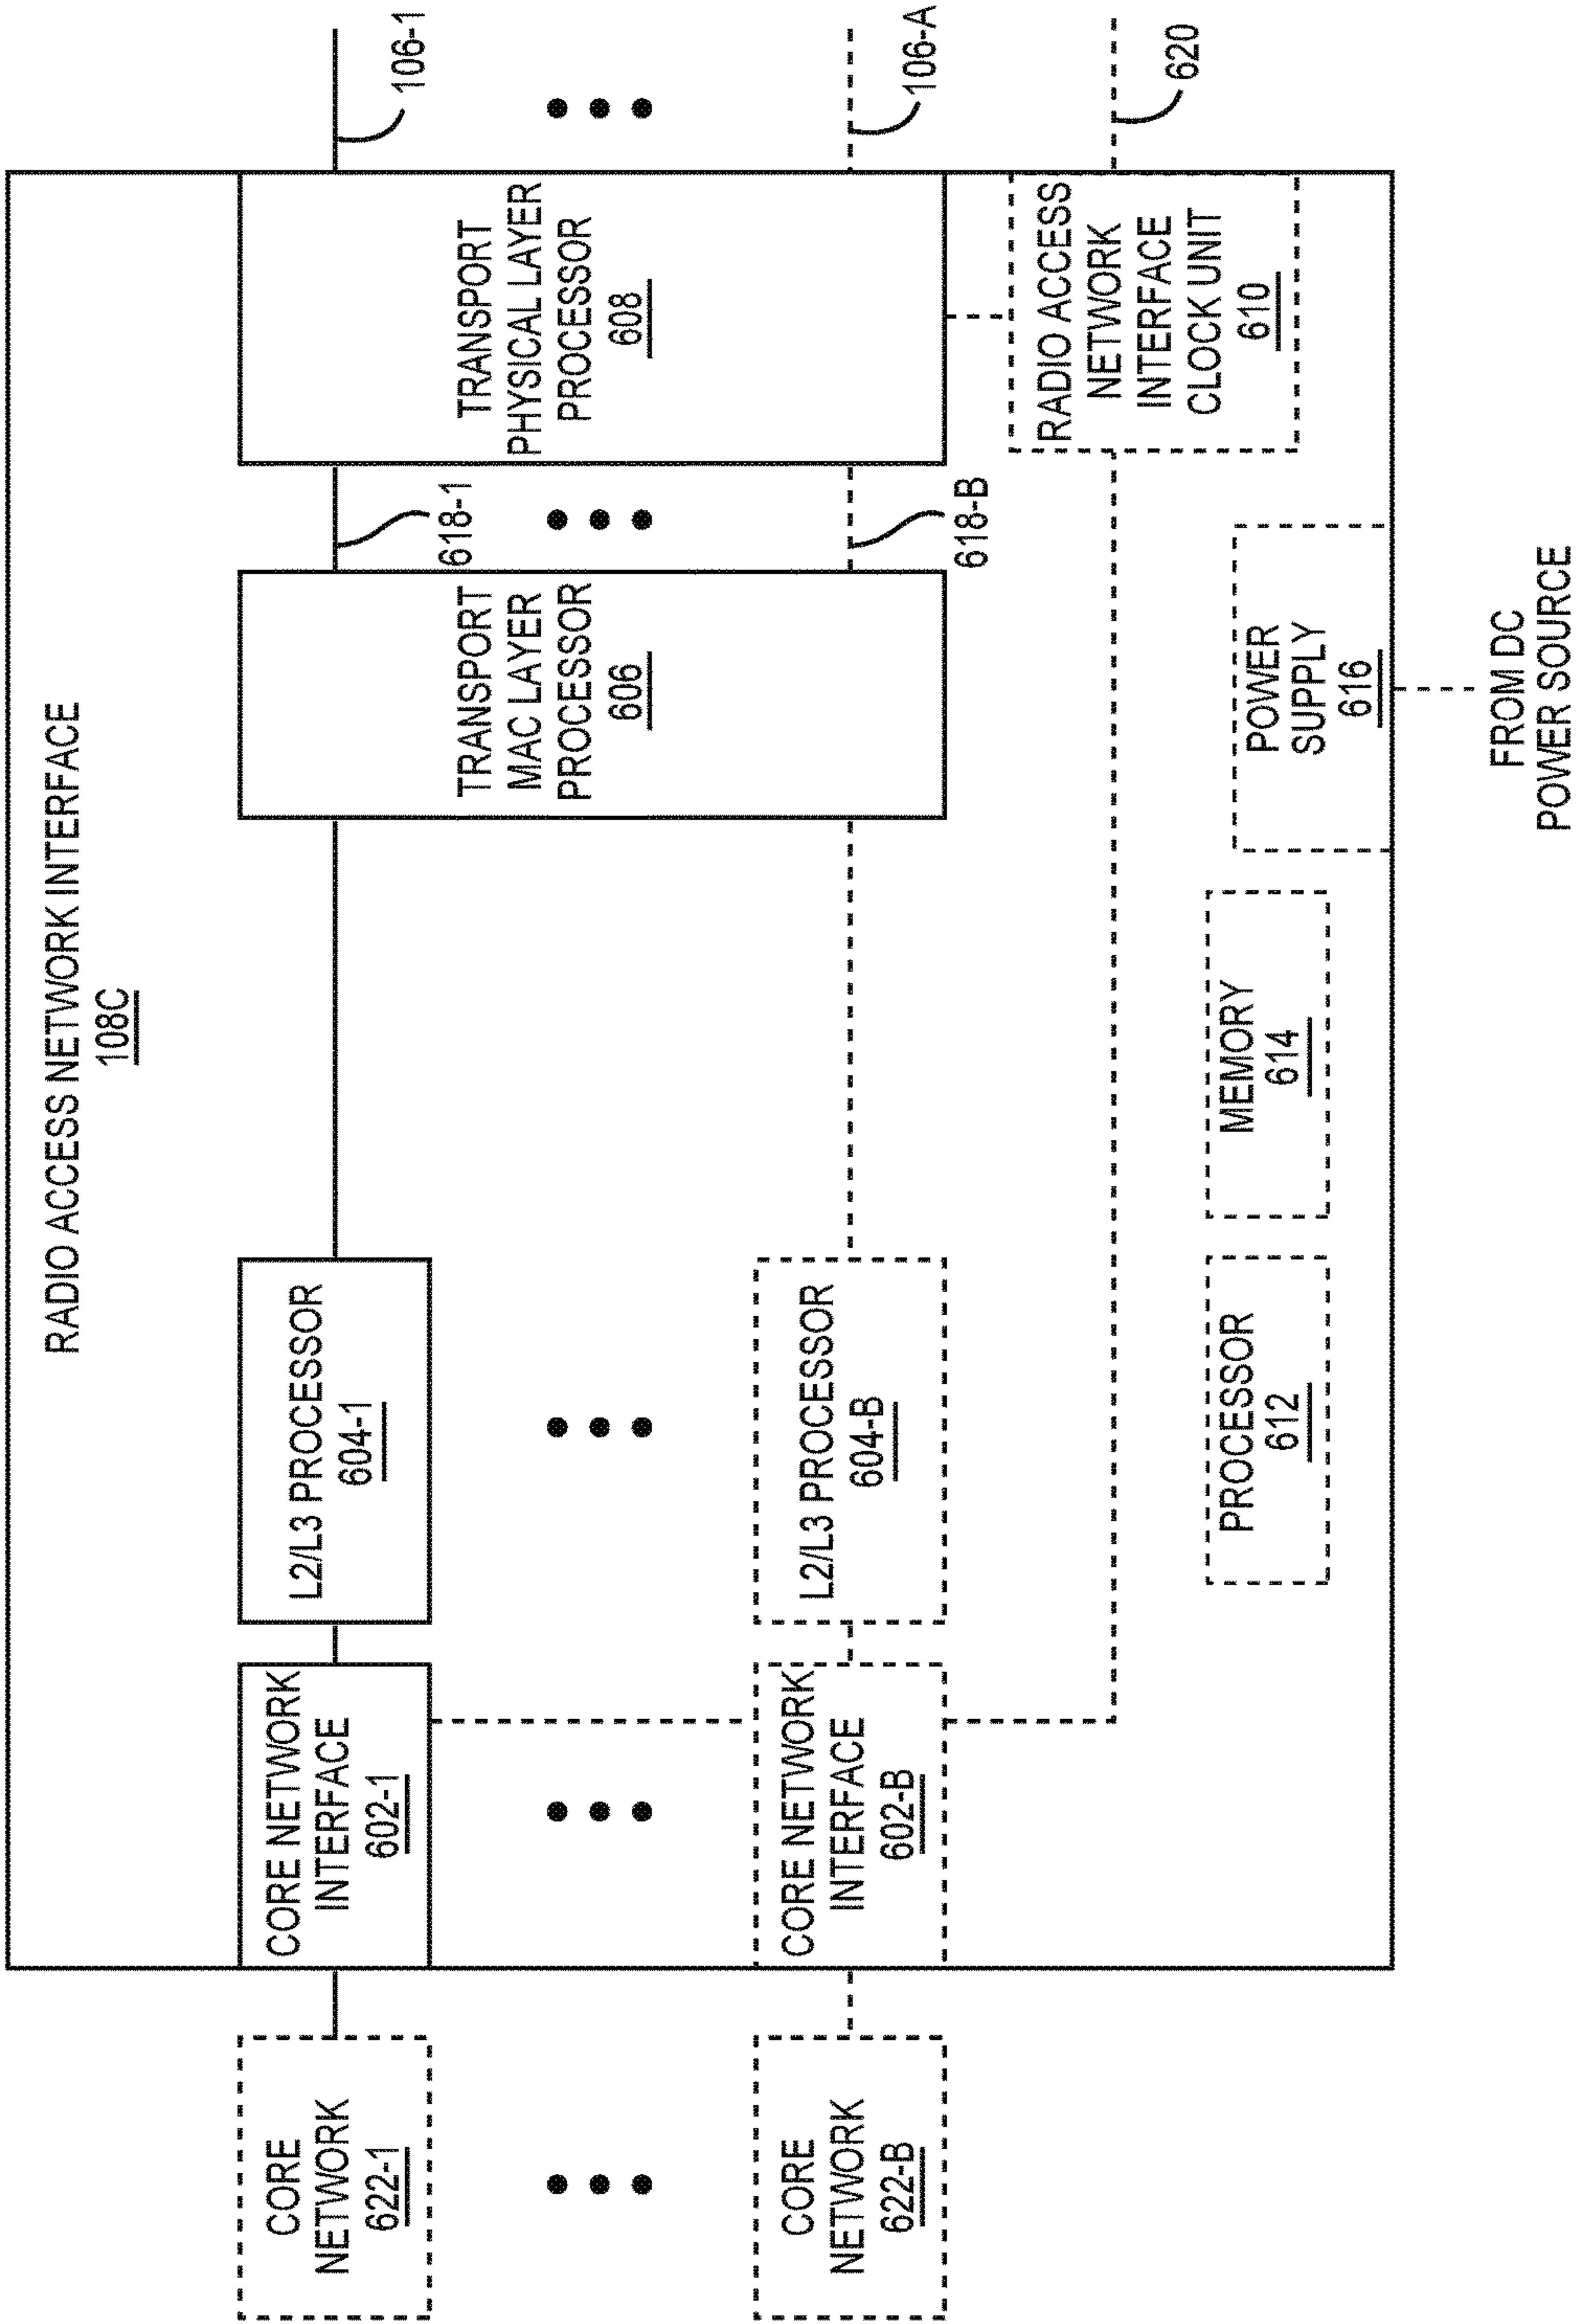 RADIO ACCESS NETWORK INTERFACE
108C
CORE
NETWORK
622-1
CORE NETWORK
INTERFACE
602-1
L2/L3 PROCESSOR
604-1
TRANSPORT
MAC LAYER
PROCESSOR
606
618-1
TRANSPORT
PHYSICAL LAYER
PROCESSOR
608
106-1
CORE
NETWORK
622-B
CORE NETWORK
INTERFACE
602-B
L2/L3 PROCESSOR
604-B
618-B
106-A
RADIO ACCESS
NETWORK
INTERFACE
CLOCK UNIT
610
620
PROCESSOR
612
MEMORY
614
POWER
SUPPLY
616
FROM DC
POWER SOURCE